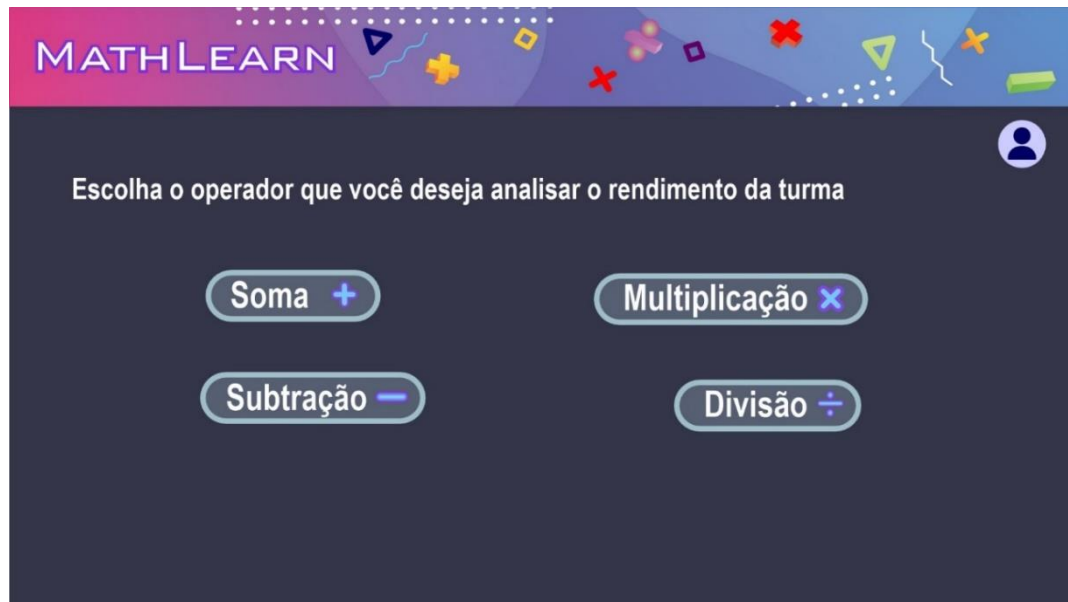 MATHLEARN
Escolha o operador que você deseja analisar o rendimento da turma
Soma +
Multiplicação ×
Subtração −
Divisão ÷